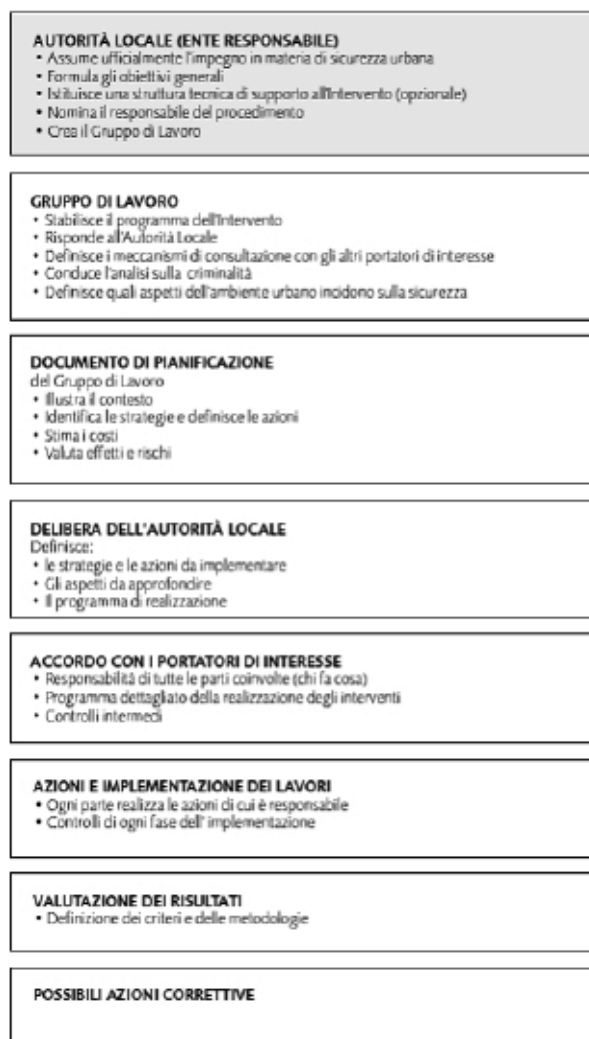 AUTORITÀ LOCALE (ENTE RESPONSABILE)
• Assume ufficialmente l'impegno in materia di sicurezza urbana
• Formula gli obiettivi generali
• Istituisce una struttura tecnica di supporto all'Intervento (opzionale)
• Nomina il responsabile del procedimento
• Crea il Gruppo di Lavoro
GRUPPO DI LAVORO
• Stabilisce il programma dell'Intervento
• Risponde all'Autorità Locale
• Definisce i meccanismi di consultazione con gli altri portatori di interesse
• Conduce l'analisi sulla criminalità
• Definisce quali aspetti dell'ambiente urbano incidono sulla sicurezza
DOCUMENTO DI PIANIFICAZIONE
del Gruppo di Lavoro
• Illustra il contesto
• Identifica le strategie e definisce le azioni
• Stima i costi
• Valuta effetti e rischi
DELIBERA DELL'AUTORITÀ LOCALE
Definisce:
• le strategie e le azioni da implementare
• Gli aspetti da approfondire
• Il programma di realizzazione
ACCORDO CON I PORTATORI DI INTERESSE
• Responsabilità di tutte le parti coinvolte (chi fa cosa)
• Programma dettagliato della realizzazione degli interventi
• Controlli intermedi
AZIONI E IMPLEMENTAZIONE DEI LAVORI
• Ogni parte realizza le azioni di cui è responsabile
• Controlli di ogni fase dell' implementazione
VALUTAZIONE DEI RISULTATI
• Definizione dei criteri e delle metodologie
POSSIBILI AZIONI CORRETTIVE